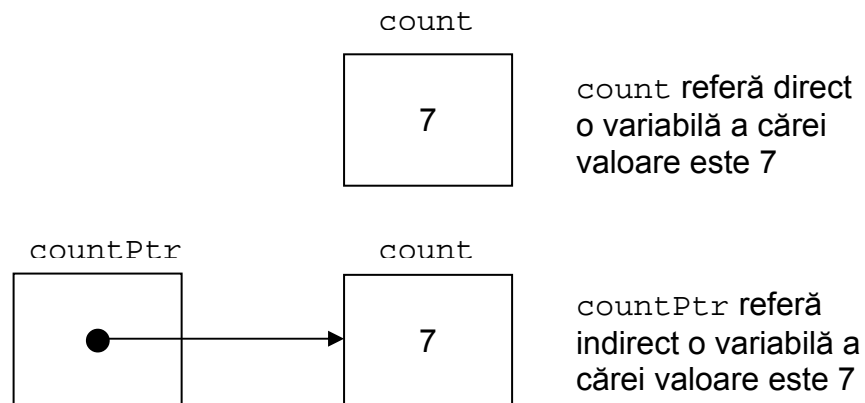 count
7
count referă direct
o variabilă a cărei
valoare este 7
countPtr
count
7
countPtr referă
indirect o variabilă a
cărei valoare este 7